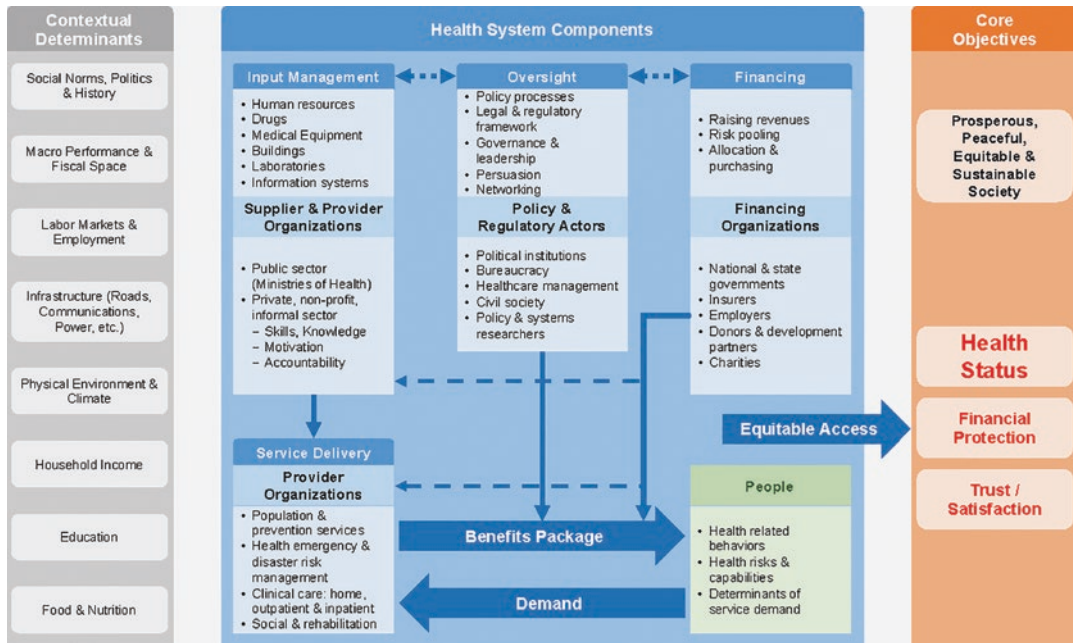 Contextual
Determinants
Social Norms, Politics
& History
Macro Performance &
Fiscal Space
Labor Markets &
Employment
Infrastructure (Roads,
Communications,
Power, etc.)
Physical Environment &
Climate
Household Income
Education
Food & Nutrition
Health System Components
Input Management
• Human resources
• Drugs
• Medical Equipment
• Buildings
• Laboratories
• Information systems
Supplier & Provider
Organizations
• Public sector
(Ministries of Health)
• Private, non-profit,
informal sector
– Skills, Knowledge
– Motivation
– Accountability
Oversight
• Policy processes
• Legal & regulatory
framework
• Governance &
leadership
• Persuasion
• Networking
Policy &
Regulatory Actors
• Political institutions
• Bureaucracy
• Healthcare management
• Civil society
• Policy & systems
researchers
Financing
• Raising revenues
• Risk pooling
• Allocation &
purchasing
Financing
Organizations
• National & state
governments
• Insurers
• Employers
• Donors & development
partners
• Charities
Service Delivery
Provider
Organizations
• Population &
prevention services
• Health emergency &
disaster risk
management
• Clinical care: home,
outpatient & inpatient
• Social & rehabilitation
Benefits Package
Demand
Equitable Access
People
• Health related
behaviors
• Health risks &
capabilities
• Determinants of
service demand
Core
Objectives
Prosperous,
Peaceful,
Equitable &
Sustainable
Society
Health
Status
Financial
Protection
Trust /
Satisfaction